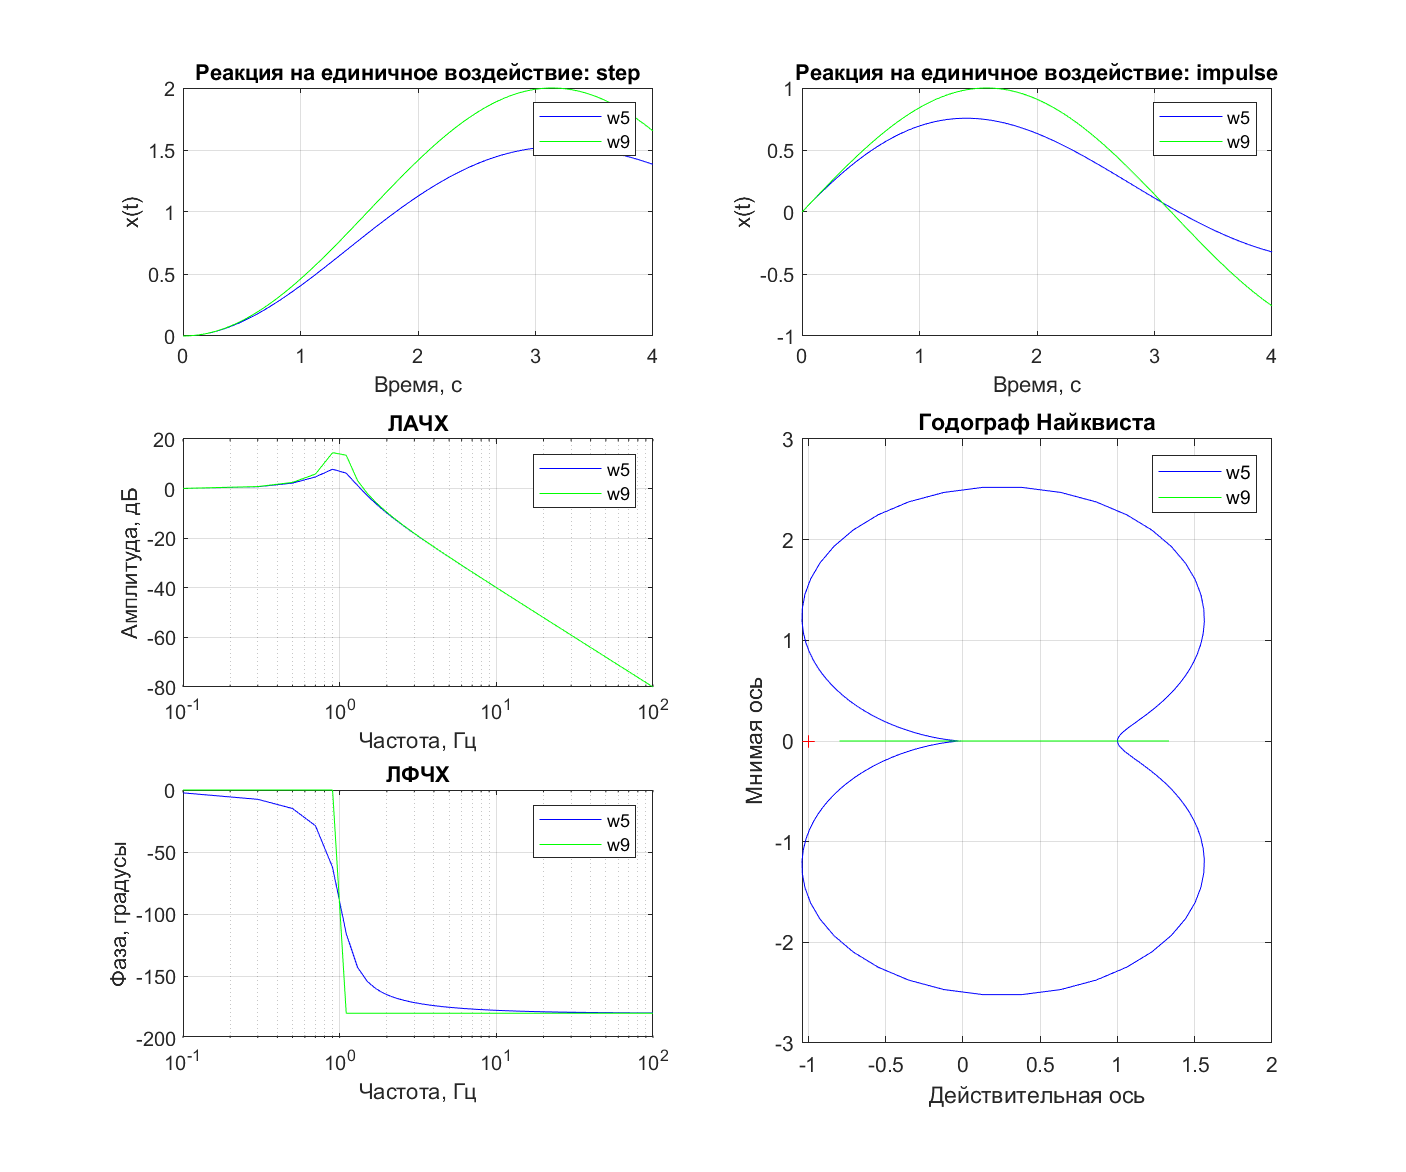 Реакция на единичное воздействие: step
2
1.5
1
0.5
0
x(t)
0 1 2 3 4
Время, с
w5
w9
Реакция на единичное воздействие: impulse
1
0.5
0
-0.5
-1
x(t)
0 1 2 3 4
Время, с
w5
w9
ЛАЧХ
20
0
-20
-40
-60
-80
Амплитуда, дБ
10^-1 10^0 10^1 10^2
Частота, Гц
w5
w9
ЛФЧХ
0
-50
-100
-150
-200
Фаза, градусы
10^-1 10^0 10^1 10^2
Частота, Гц
w5
w9
Годограф Найквиста
3
2
1
0
-1
-2
-3
Мнимая ось
-1 -0.5 0 0.5 1 1.5 2
Действительная ось
w5
w9